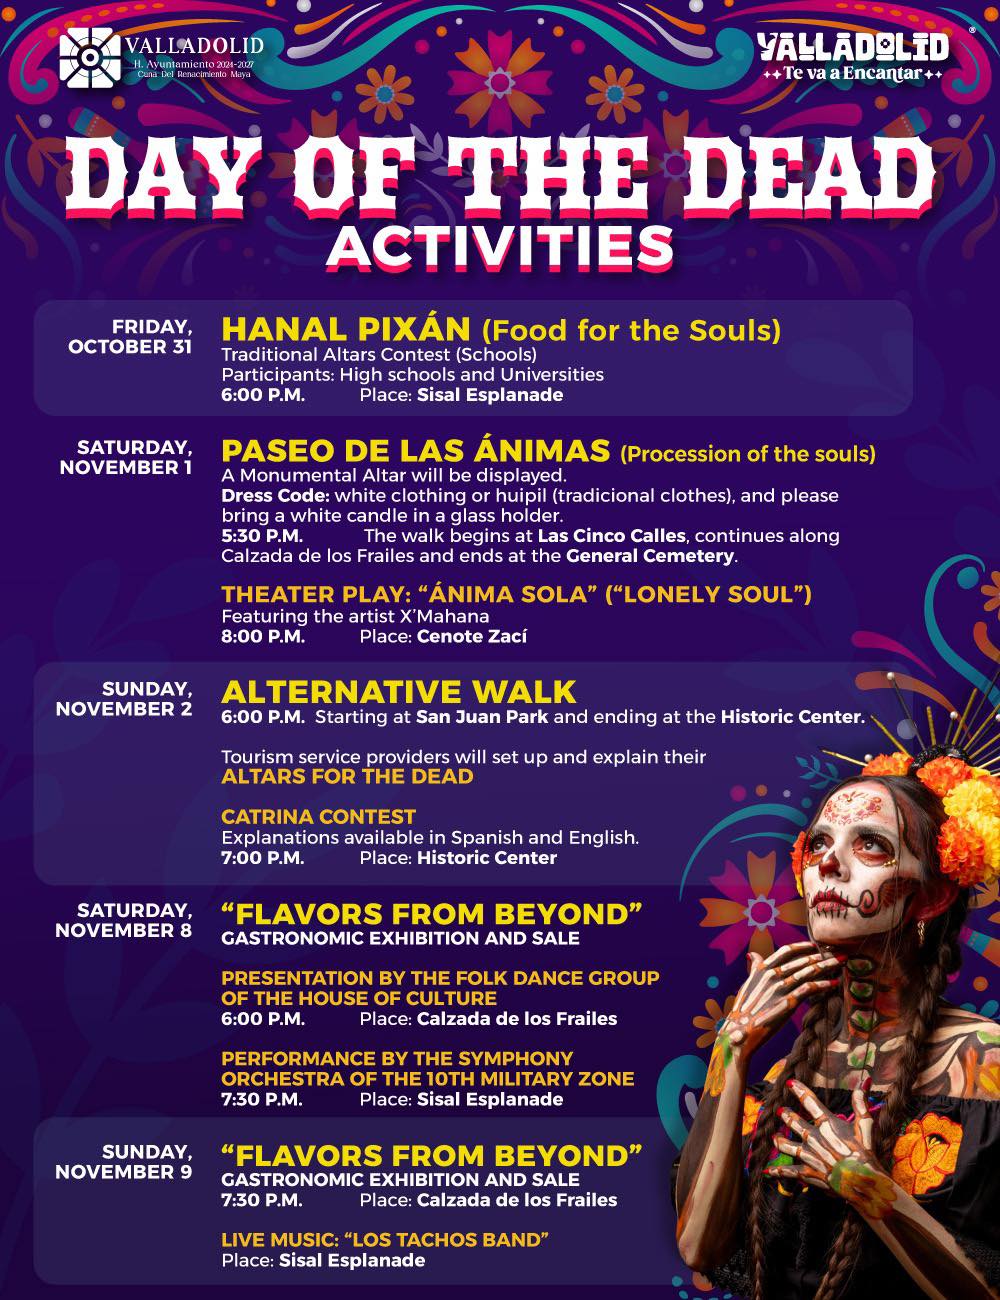 VALLADOLID
H. Ayuntamiento 2024-2027
Cuna Del Renacimiento Maya
VALLADOLID ®
Te va a Encantar
DAY OF THE DEAD
ACTIVITIES
FRIDAY,
OCTOBER 31
HANAL PIXÁN (Food for the Souls)
Traditional Altars Contest (Schools)
Participants: High schools and Universities
6:00 P.M. Place: Sisal Esplanade
SATURDAY,
NOVEMBER 1
PASEO DE LAS ÁNIMAS (Procession of the souls)
A Monumental Altar will be displayed.
Dress Code: white clothing or huipil (tradicional clothes), and please
bring a white candle in a glass holder.
5:30 P.M. The walk begins at Las Cinco Calles, continues along
Calzada de los Frailes and ends at the General Cemetery.
THEATER PLAY: “ÁNIMA SOLA” (“LONELY SOUL”)
Featuring the artist X’Mahana
8:00 P.M. Place: Cenote Zací
SUNDAY,
NOVEMBER 2
ALTERNATIVE WALK
6:00 P.M. Starting at San Juan Park and ending at the Historic Center.
Tourism service providers will set up and explain their
ALTARS FOR THE DEAD
CATRINA CONTEST
Explanations available in Spanish and English.
7:00 P.M. Place: Historic Center
SATURDAY,
NOVEMBER 8
“FLAVORS FROM BEYOND”
GASTRONOMIC EXHIBITION AND SALE
PRESENTATION BY THE FOLK DANCE GROUP
OF THE HOUSE OF CULTURE
6:00 P.M. Place: Calzada de los Frailes
PERFORMANCE BY THE SYMPHONY
ORCHESTRA OF THE 10TH MILITARY ZONE
7:30 P.M. Place: Sisal Esplanade
SUNDAY,
NOVEMBER 9
“FLAVORS FROM BEYOND”
GASTRONOMIC EXHIBITION AND SALE
7:30 P.M. Place: Calzada de los Frailes
LIVE MUSIC: “LOS TACHOS BAND”
Place: Sisal Esplanade